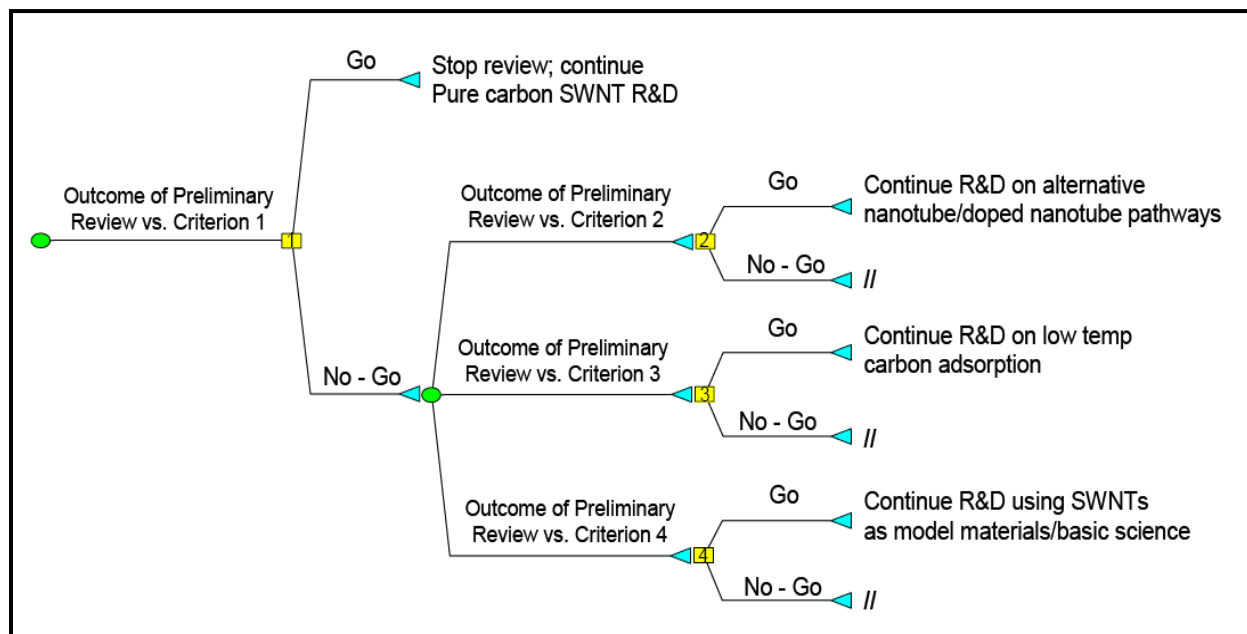 Go
Stop review; continue
Pure carbon SWNT R&D
Outcome of Preliminary
Review vs. Criterion 1
1
No - Go
Outcome of Preliminary
Review vs. Criterion 2
2
Go
Continue R&D on alternative
nanotube/doped nanotube pathways
No - Go
//
Outcome of Preliminary
Review vs. Criterion 3
3
Go
Continue R&D on low temp
carbon adsorption
No - Go
//
Outcome of Preliminary
Review vs. Criterion 4
4
Go
Continue R&D using SWNTs
as model materials/basic science
No - Go
//